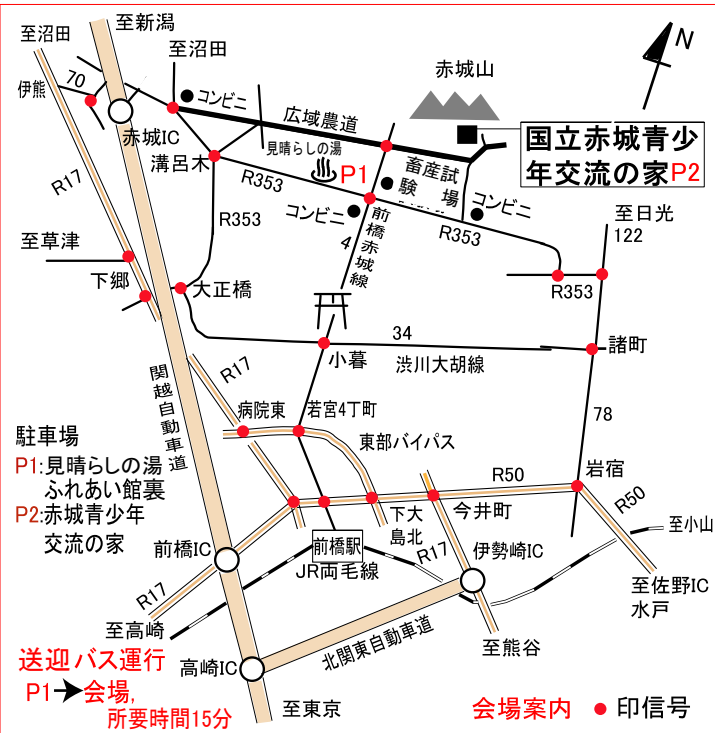 至新潟
至沼田
至沼田
伊熊
70
赤城IC
コンビニ
広域農道
赤城山
N
国立赤城青少
年交流の家P2
溝呂木
見晴らしの湯
P1
畜産試
験場
R353
コンビニ
コンビニ
R353
至日光
122
R17
R353
前橋赤城線
4
至草津
下郷
大正橋
R353
34
小暮
渋川大胡線
諸町
関越自動車道
R17
病院東
若宮4丁町
東部バイパス
78
駐車場
P1:見晴らしの湯
ふれあい館裏
P2:赤城青少年
交流の家
R50
岩宿
R50
下大
島北
今井町
至小山
前橋IC
前橋駅
JR両毛線
R17
伊勢崎IC
R17
至佐野IC
水戸
至高崎
北関東自動車道
至熊谷
送迎バス運行
P1→会場,
所要時間15分
高崎IC
至東京
会場案内 ●印信号